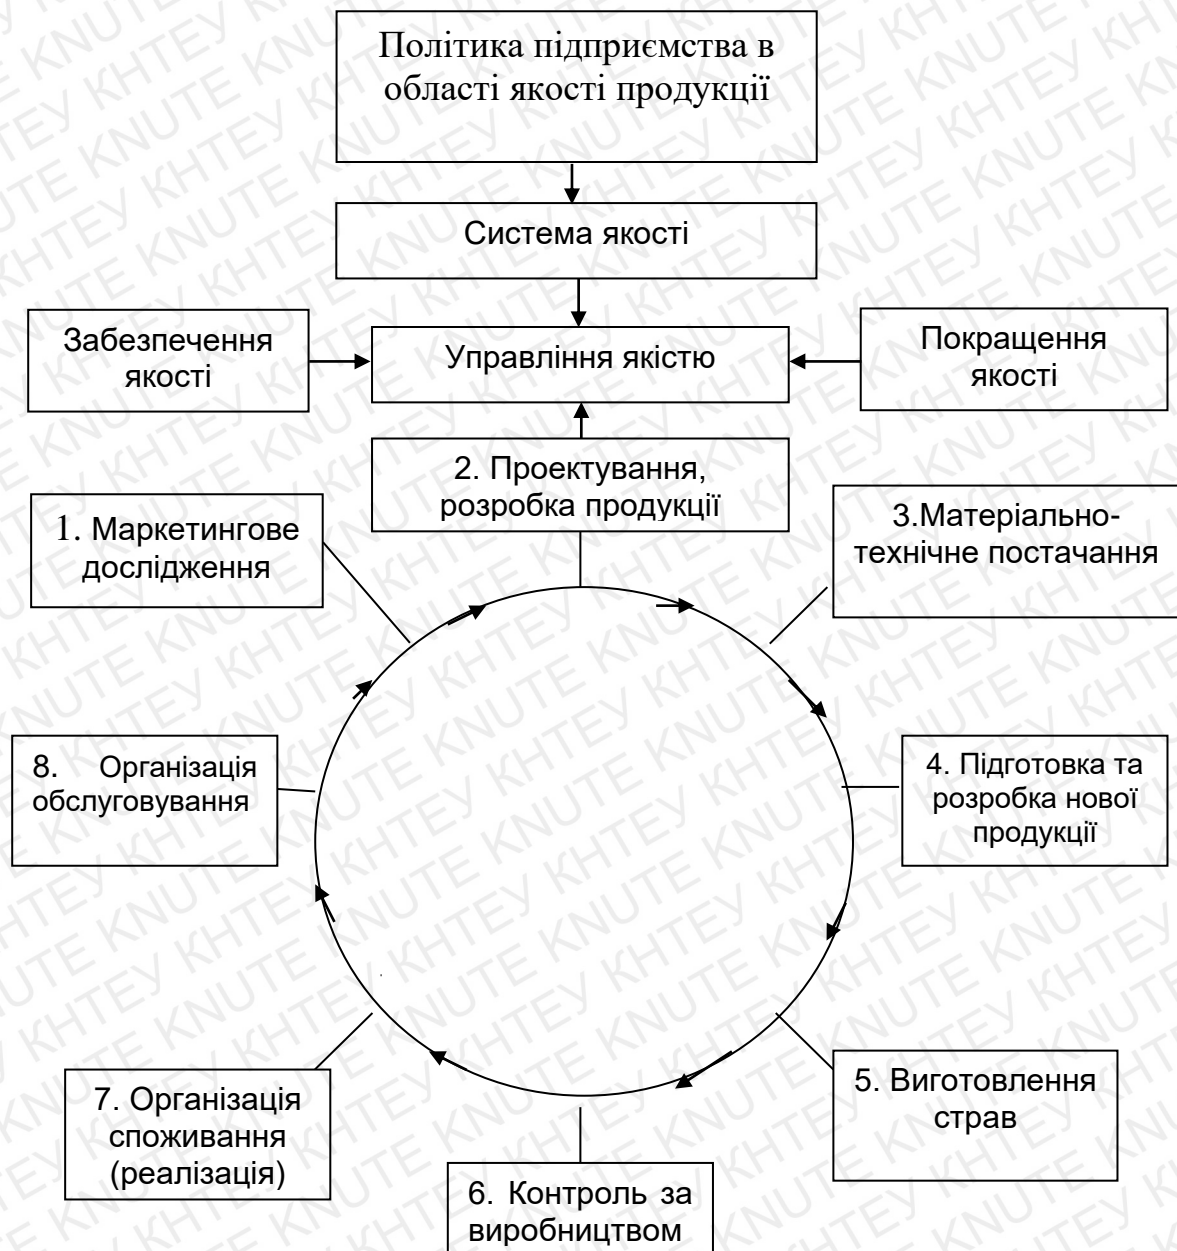 Політика підприємства в
області якості продукції
Система якості
Забезпечення
якості
Управління якістю
Покращення
якості
2. Проектування,
розробка продукції
1. Маркетингове
дослідження
3.Матеріально-
технічне постачання
8. Організація
обслуговування
4. Підготовка та
розробка нової
продукції
7. Організація
споживання
(реалізація)
5. Виготовлення
страв
6. Контроль за
виробництвом